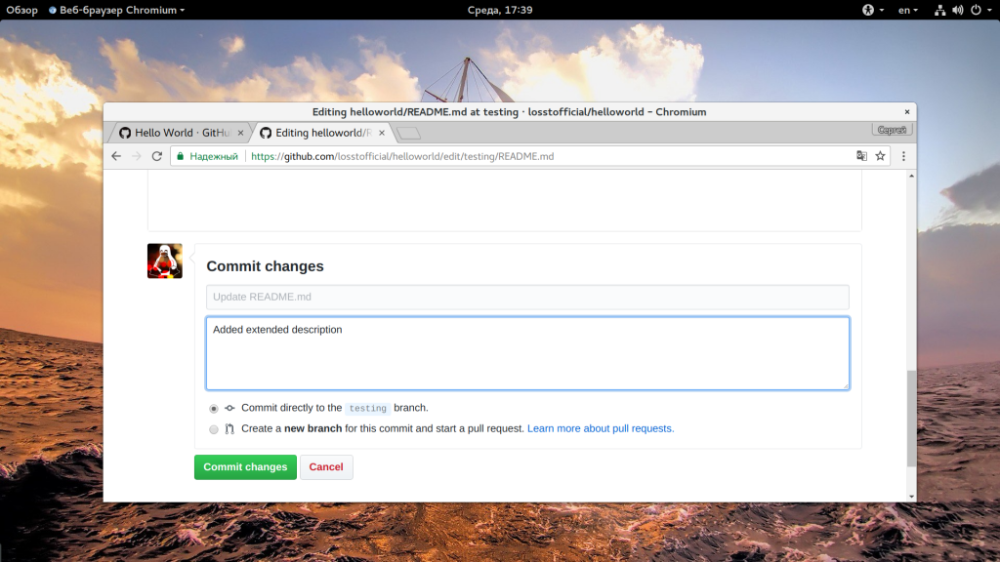 Обзор Веб-браузер Chromium Среда, 17:39 en
Editing helloworld/README.md at testing · losstofficial/helloworld – Chromium
Hello World · GitHu Editing helloworld/R Сергей
Надежный https://github.com/losstofficial/helloworld/edit/testing/README.md
Commit changes
Update README.md
Added extended description
Commit directly to the testing branch.
Create a new branch for this commit and start a pull request. Learn more about pull requests.
Commit changes Cancel